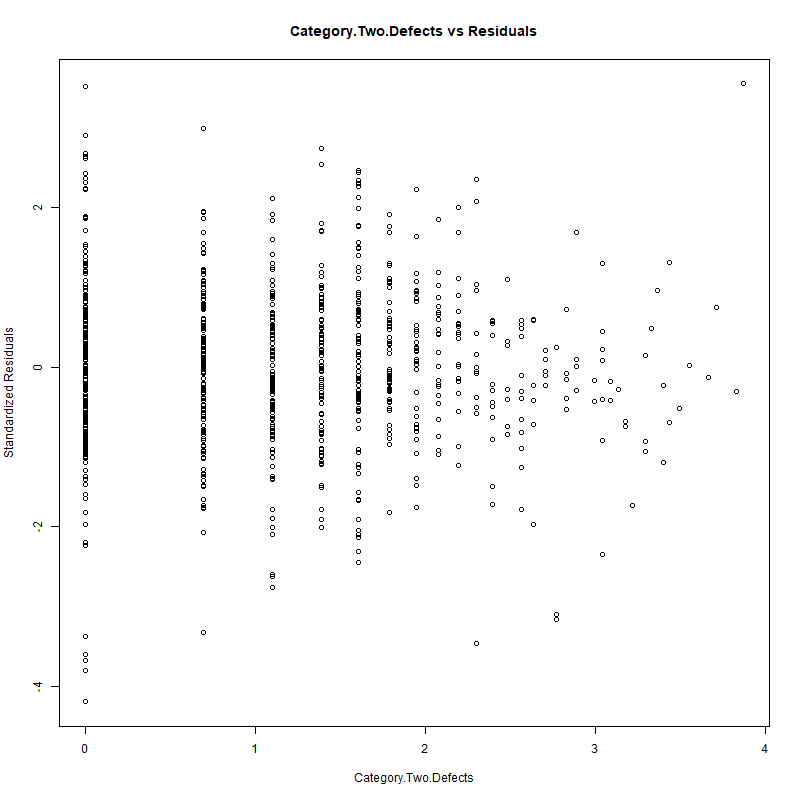 Category.Two.Defects vs Residuals
Standardized Residuals
2
0
-2
-4
0 1 2 3 4
Category.Two.Defects